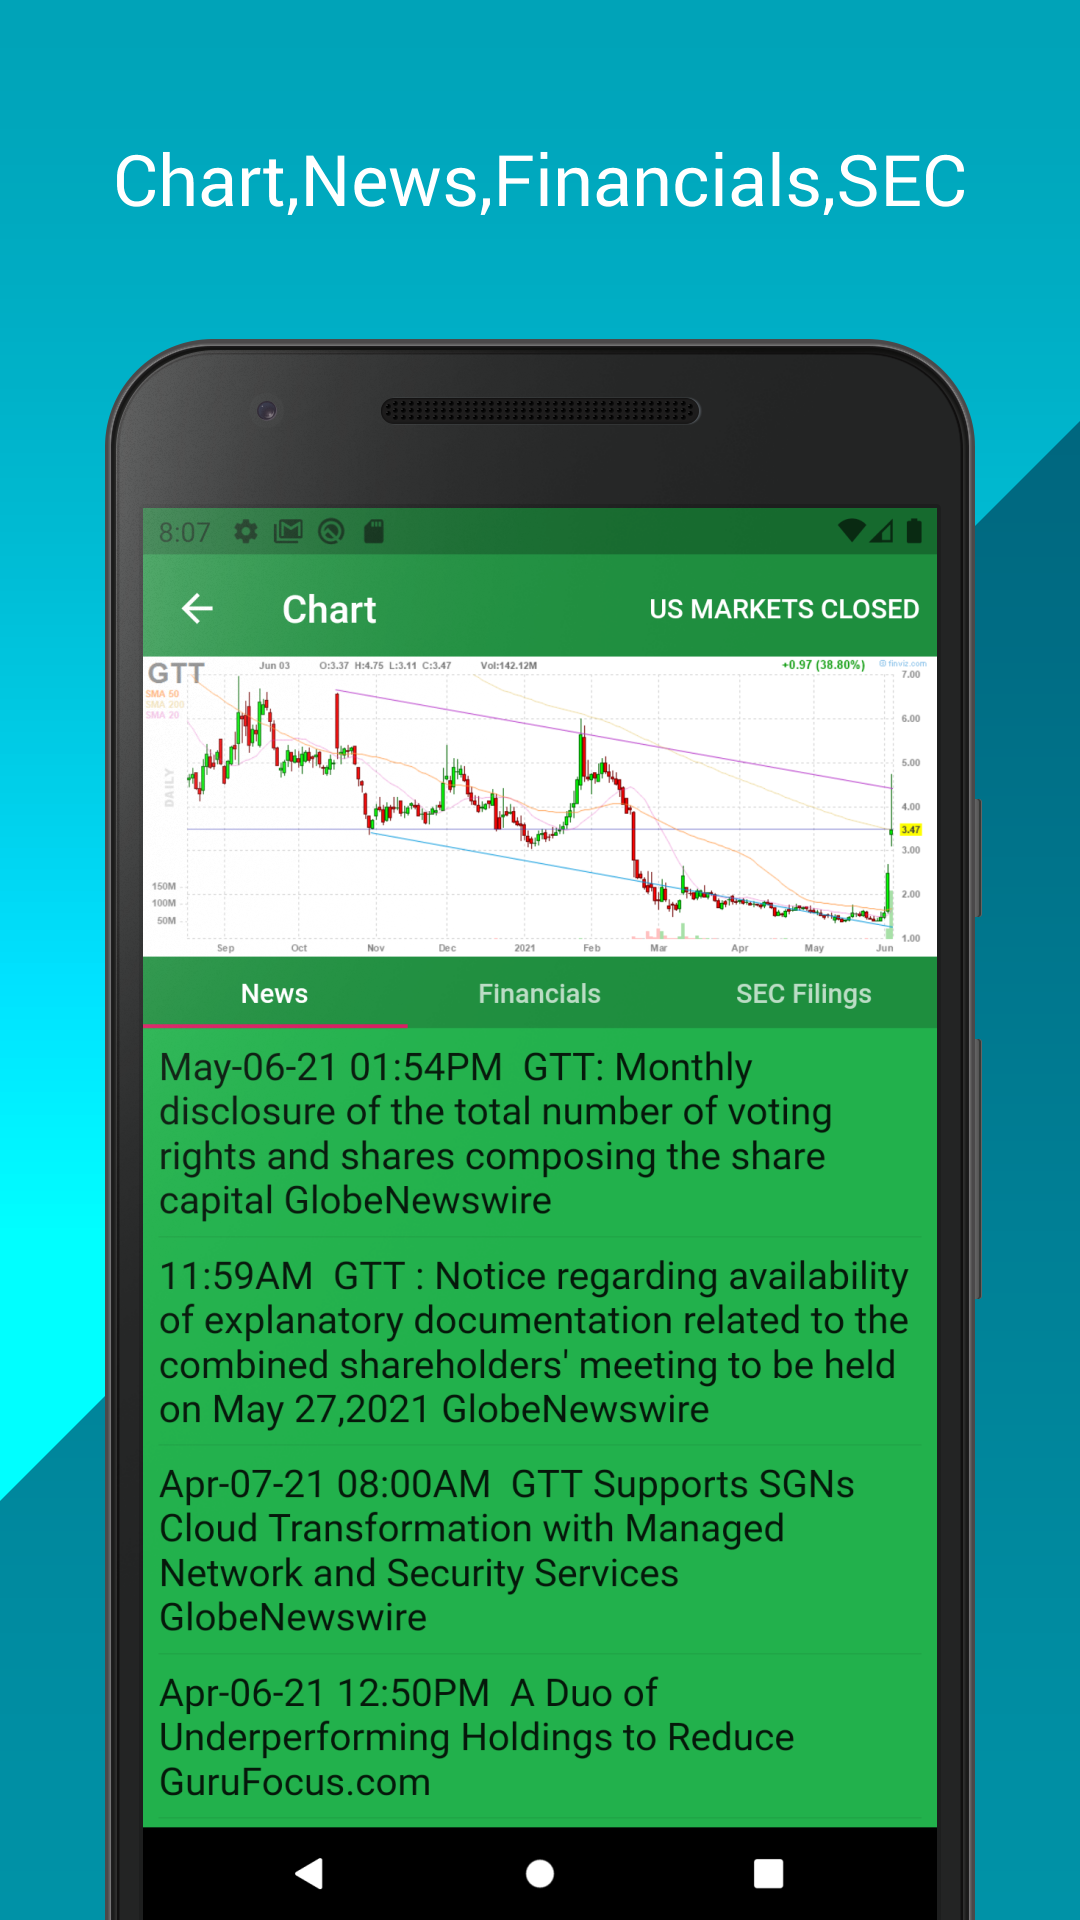 Chart,News,Financials,SEC
8:07
Chart
US MARKETS CLOSED
GTT
Jun 03 O:3.37 H:4.75 L:3.11 C:3.47 Vol:142.12M
+0.97 (38.80%)
© finviz.com
SMA 50
SMA 200
SMA 20
DAILY
7.00
6.00
5.00
4.00
3.47
3.00
2.00
1.00
150M
100M
50M
Sep Oct Nov Dec 2021 Feb Mar Apr May Jun
News Financials SEC Filings
May-06-21 01:54PM GTT: Monthly
disclosure of the total number of voting
rights and shares composing the share
capital GlobeNewswire
11:59AM GTT : Notice regarding availability
of explanatory documentation related to the
combined shareholders' meeting to be held
on May 27,2021 GlobeNewswire
Apr-07-21 08:00AM GTT Supports SGNs
Cloud Transformation with Managed
Network and Security Services
GlobeNewswire
Apr-06-21 12:50PM A Duo of
Underperforming Holdings to Reduce
GuruFocus.com